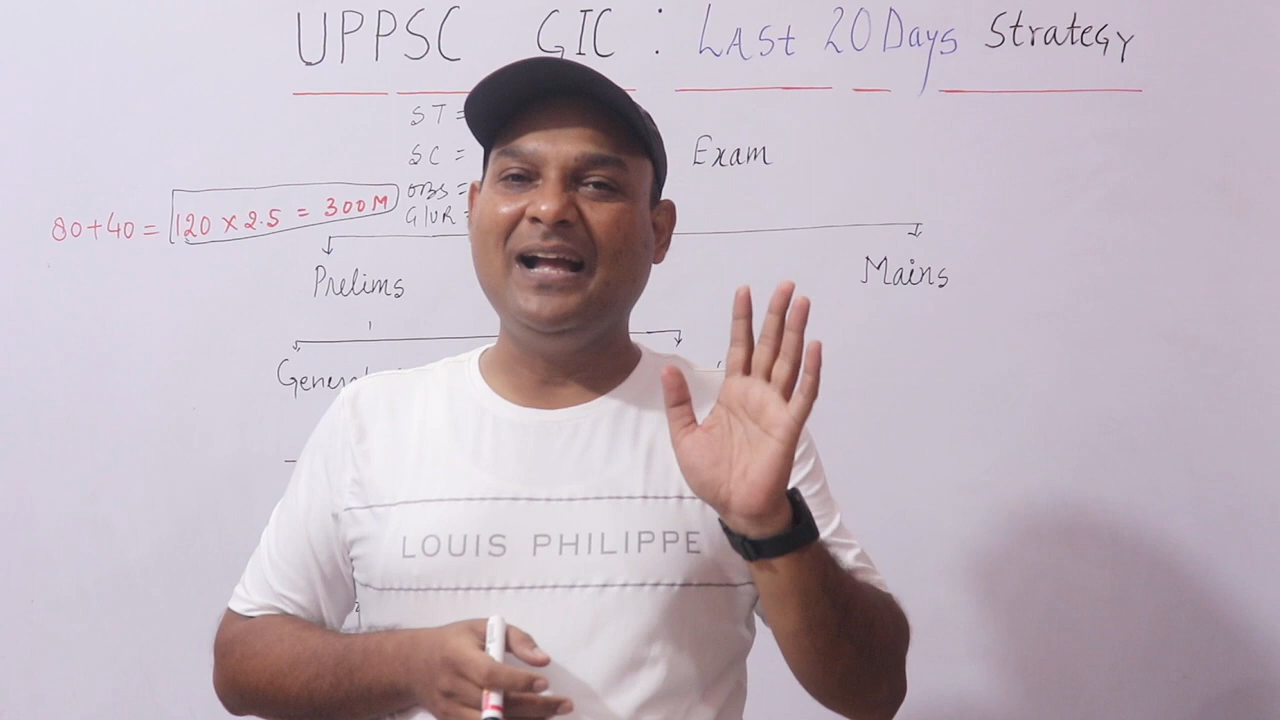 UPPSC GIC : LAST 20 Days Strategy
ST =
SC =
Exam
OBS =
80+40 = 120 x 2.5 = 300M
G/UR
Prelims
Mains
General
LOUIS PHILIPPE